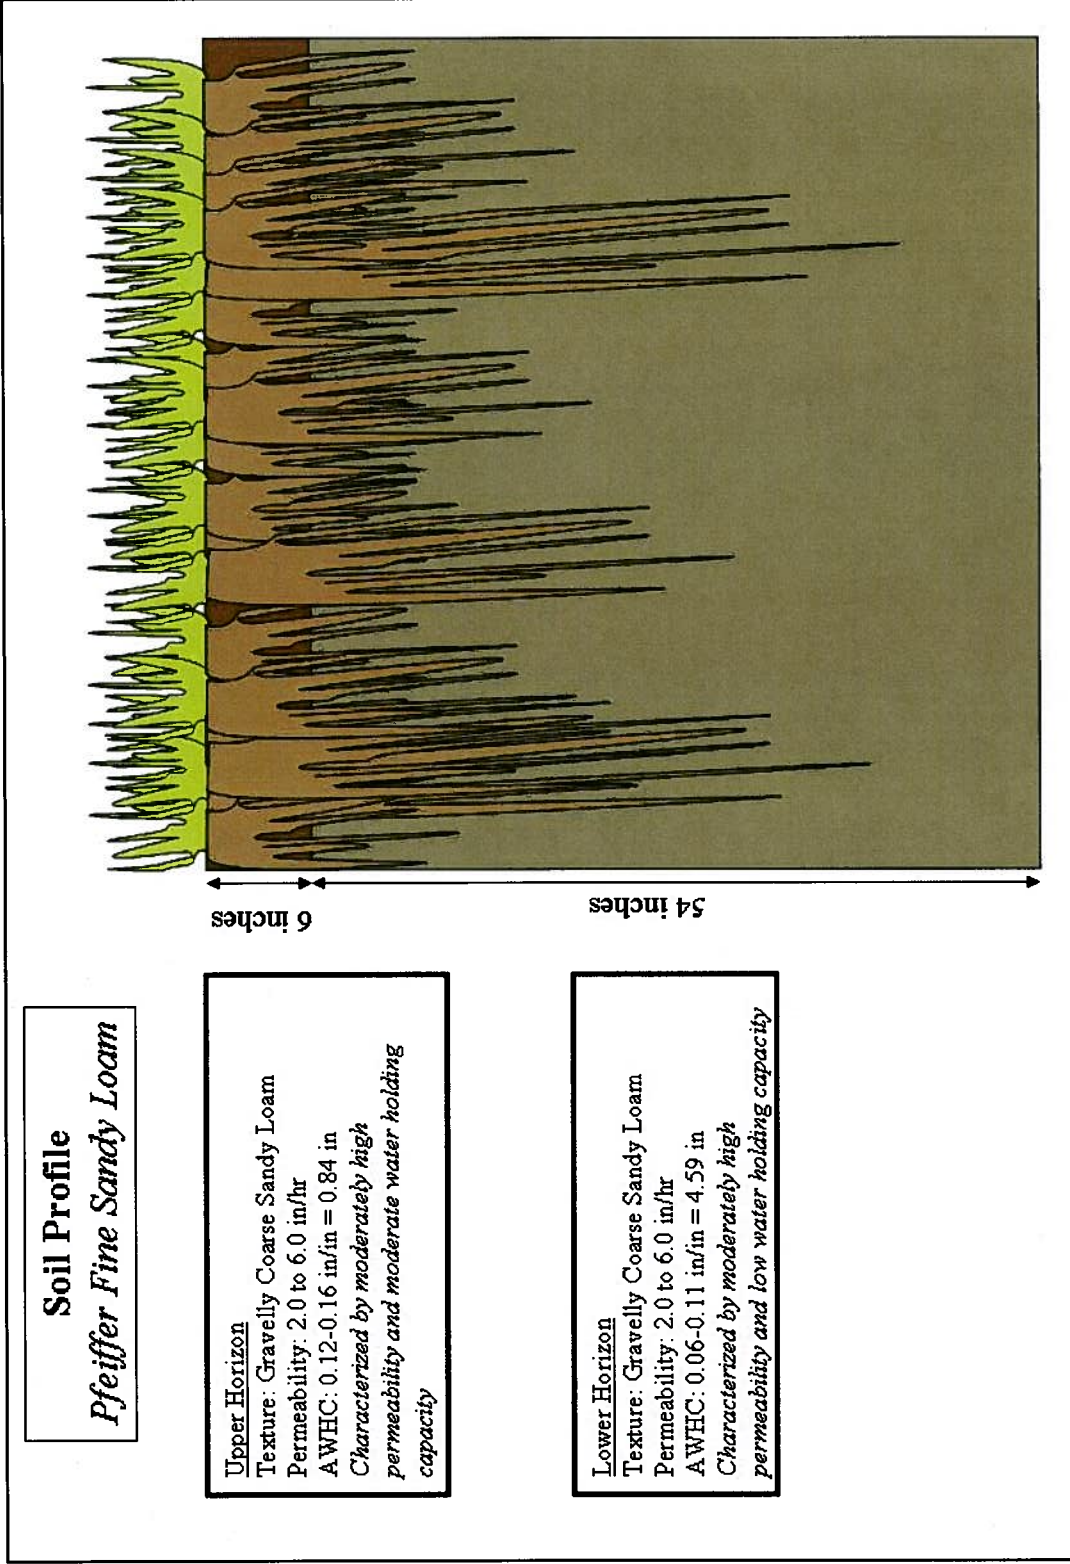 Soil Profile
Pfeiffer Fine Sandy Loam
Upper Horizon
Texture: Gravelly Coarse Sandy Loam
Permeability: 2.0 to 6.0 in/hr
AWHC: 0.12-0.16 in/in = 0.84 in
Characterized by moderately high
permeability and moderate water holding
capacity
Lower Horizon
Texture: Gravelly Coarse Sandy Loam
Permeability: 2.0 to 6.0 in/hr
AWHC: 0.06-0.11 in/in = 4.59 in
Characterized by moderately high
permeability and low water holding capacity
6 inches
54 inches